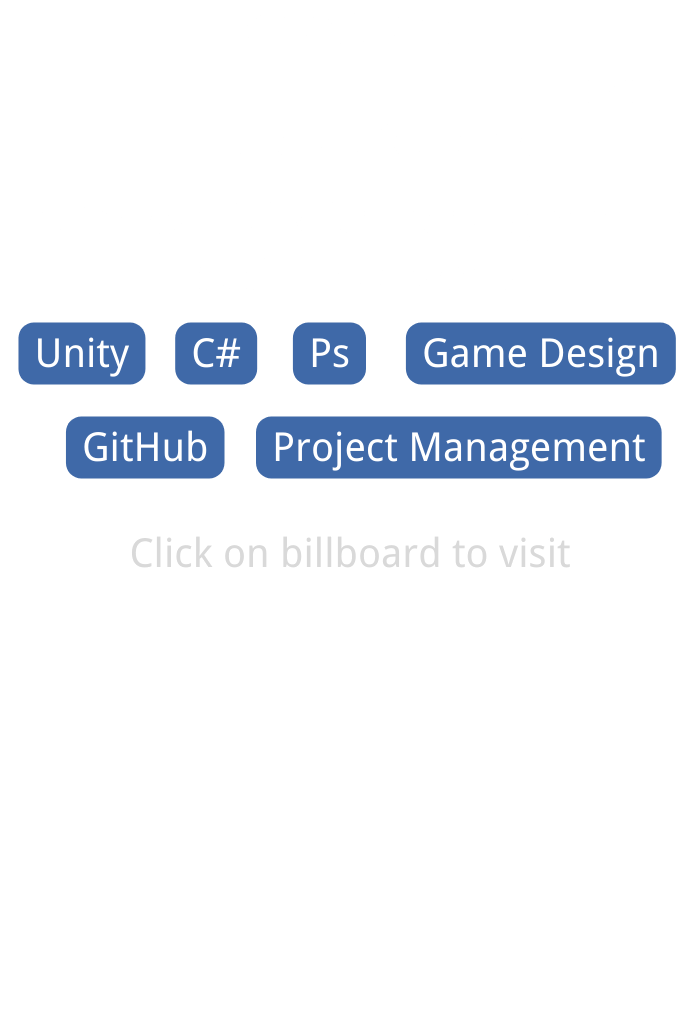 Unity C# Ps Game Design
GitHub Project Management
Click on billboard to visit